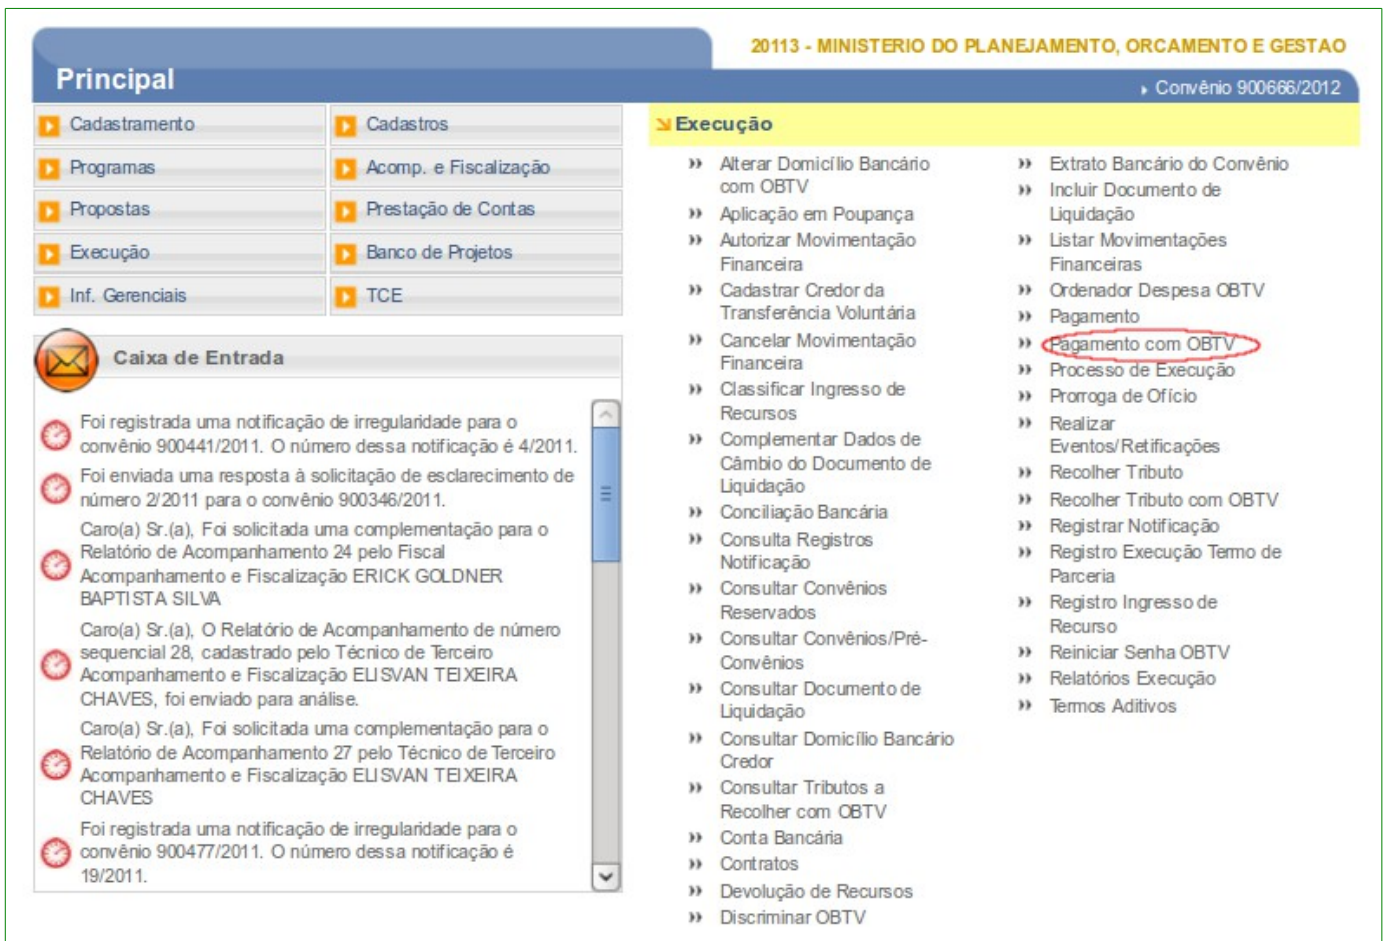 20113 - MINISTERIO DO PLANEJAMENTO, ORCAMENTO E GESTAO
Principal
Convênio 900666/2012
Cadastramento
Cadastros
Programas
Acomp. e Fiscalização
Propostas
Prestação de Contas
Execução
Banco de Projetos
Inf. Gerenciais
TCE
Caixa de Entrada
Foi registrada uma notificação de irregularidade para o
convênio 900441/2011. O número dessa notificação é 4/2011.
Foi enviada uma resposta à solicitação de esclarecimento de
número 2/2011 para o convênio 900346/2011.
Caro(a) Sr.(a), Foi solicitada uma complementação para o
Relatório de Acompanhamento 24 pelo Fiscal
Acompanhamento e Fiscalização ERICK GOLDNER
BAPTISTA SILVA
Caro(a) Sr.(a), O Relatório de Acompanhamento de número
sequencial 28, cadastrado pelo Técnico de Terceiro
Acompanhamento e Fiscalização ELISVAN TEIXEIRA
CHAVES, foi enviado para análise.
Caro(a) Sr.(a), Foi solicitada uma complementação para o
Relatório de Acompanhamento 27 pelo Técnico de Terceiro
Acompanhamento e Fiscalização ELISVAN TEIXEIRA
CHAVES
Foi registrada uma notificação de irregularidade para o
convênio 900477/2011. O número dessa notificação é
19/2011.
Execução
Alterar Domicílio Bancário
com OBTV
Aplicação em Poupança
Autorizar Movimentação
Financeira
Cadastrar Credor da
Transferência Voluntária
Cancelar Movimentação
Financeira
Classificar Ingresso de
Recursos
Complementar Dados de
Câmbio do Documento de
Liquidação
Conciliação Bancária
Consulta Registros
Notificação
Consultar Convênios
Reservados
Consultar Convênios/Pré-
Convênios
Consultar Documento de
Liquidação
Consultar Domicílio Bancário
Credor
Consultar Tributos a
Recolher com OBTV
Conta Bancária
Contratos
Devolução de Recursos
Discriminar OBTV
Extrato Bancário do Convênio
Incluir Documento de
Liquidação
Listar Movimentações
Financeiras
Ordenador Despesa OBTV
Pagamento
Pagamento com OBTV
Processo de Execução
Prorroga de Ofício
Realizar
Eventos/Retificações
Recolher Tributo
Recolher Tributo com OBTV
Registrar Notificação
Registro Execução Termo de
Parceria
Registro Ingresso de
Recurso
Reiniciar Senha OBTV
Relatórios Execução
Termos Aditivos